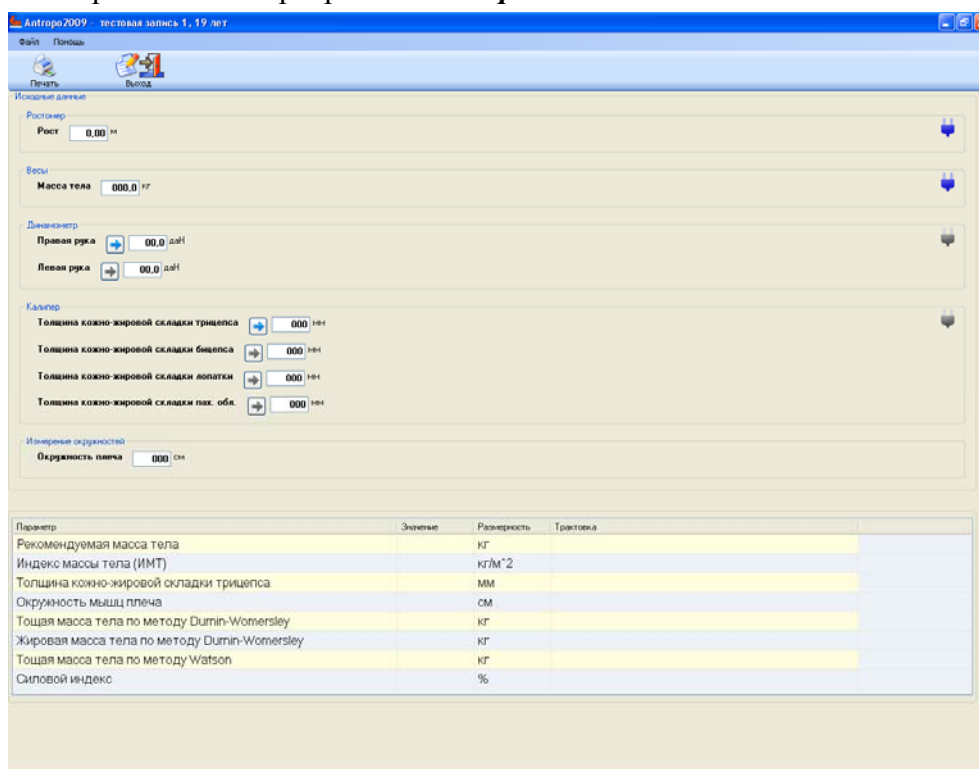 Antropo2009 - тестовая запись 1, 19 лет
Файл Помощь
Печать Выход
Исходные данные
Ростомер
Рост 0,00 м
Весы
Масса тела 000,0 кг
Динамометр
Правая рука 00,0 даН
Левая рука 00,0 даН
Калипер
Толщина кожно-жировой складки трицепса 000 мм
Толщина кожно-жировой складки бицепса 000 мм
Толщина кожно-жировой складки лопатки 000 мм
Толщина кожно-жировой складки пах. обл. 000 мм
Измерение окружностей
Окружность плеча 000 см
Параметр Значение Размерность Трактовка
Рекомендуемая масса тела кг
Индекс массы тела (ИМТ) кг/м^2
Толщина кожно-жировой складки трицепса мм
Окружность мышц плеча см
Тощая масса тела по методу Durnin-Womersley кг
Жировая масса тела по методу Durnin-Womersley кг
Тощая масса тела по методу Watson кг
Силовой индекс %